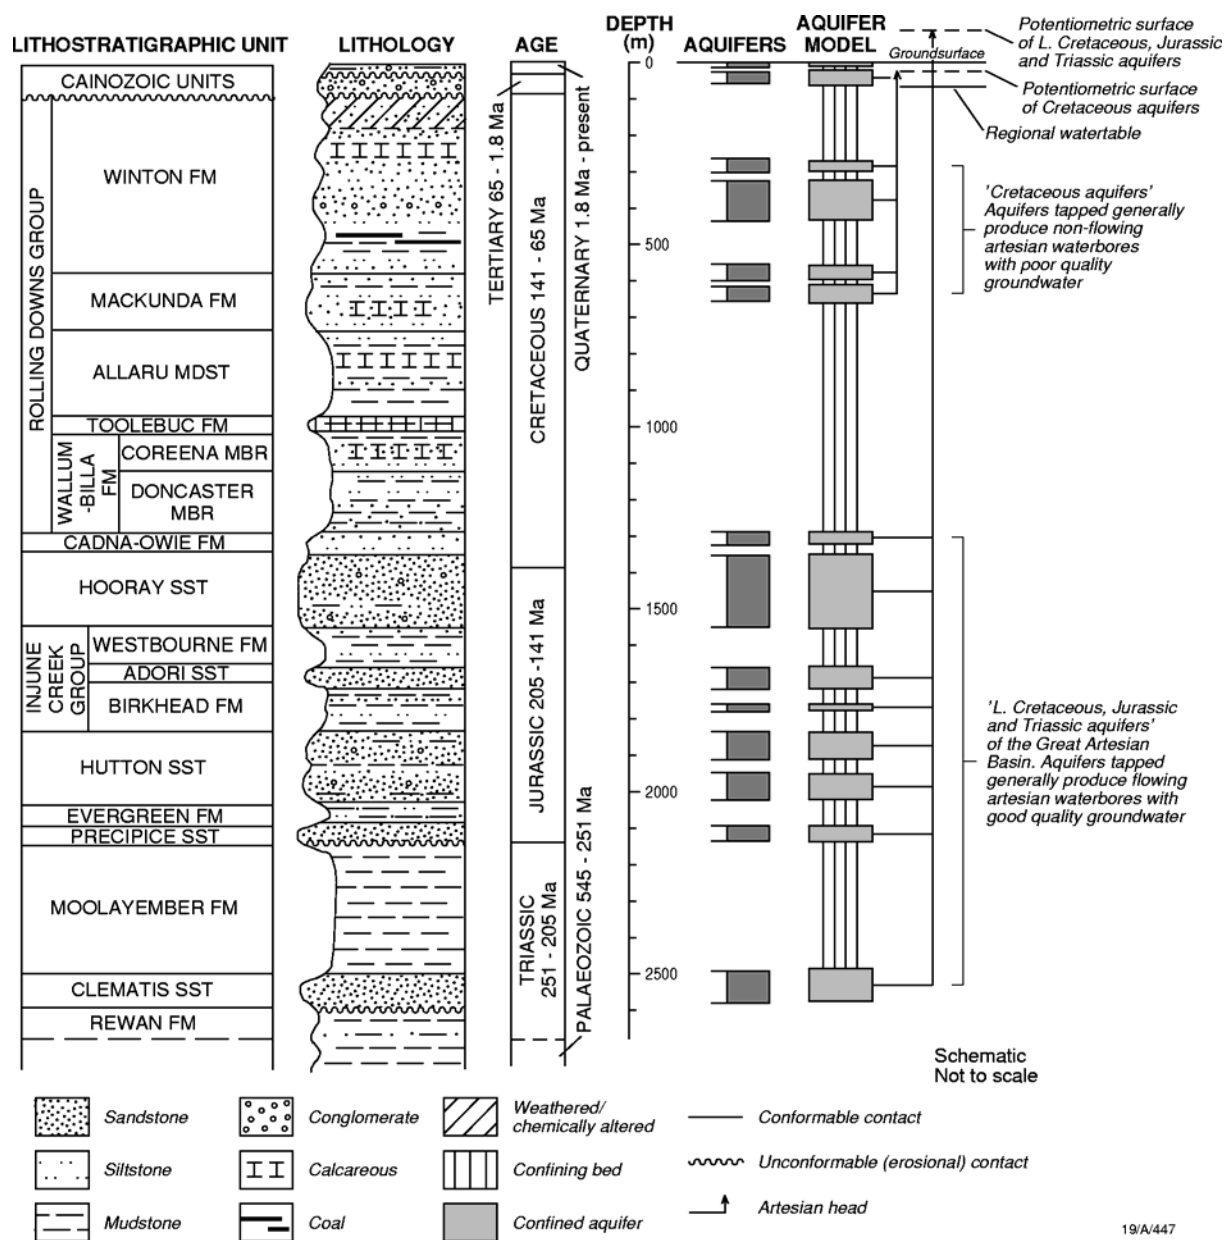 LITHOSTRATIGRAPHIC UNIT
LITHOLOGY
AGE
DEPTH
(m)
AQUIFERS
AQUIFER
MODEL
Groundsurface
Potentiometric surface
of L. Cretaceous, Jurassic
and Triassic aquifers
Potentiometric surface
of Cretaceous aquifers
Regional watertable
CAINOZOIC UNITS
ROLLING DOWNS GROUP
WINTON FM
MACKUNDA FM
ALLARU MDST
TOOLEBUC FM
WALLUM
-BILLA
FM
COREENA MBR
DONCASTER
MBR
CADNA-OWIE FM
HOORAY SST
INJUNE
CREEK
GROUP
WESTBOURNE FM
ADORI SST
BIRKHEAD FM
HUTTON SST
EVERGREEN FM
PRECIPICE SST
MOOLAYEMBER FM
CLEMATIS SST
REWAN FM
TERTIARY 65 - 1.8 Ma
CRETACEOUS 141 - 65 Ma
QUATERNARY 1.8 Ma - present
JURASSIC 205 -141 Ma
TRIASSIC
251 - 205 Ma
PALAEOZOIC 545 - 251 Ma
0
500
1000
1500
2000
2500
'Cretaceous aquifers'
Aquifers tapped generally
produce non-flowing
artesian waterbores
with poor quality
groundwater
'L. Cretaceous, Jurassic
and Triassic aquifers'
of the Great Artesian
Basin. Aquifers tapped
generally produce flowing
artesian waterbores with
good quality groundwater
Schematic
Not to scale
Sandstone
Siltstone
Mudstone
Conglomerate
Calcareous
Coal
Weathered/
chemically altered
Confining bed
Confined aquifer
Conformable contact
Unconformable (erosional) contact
Artesian head
19/A/447